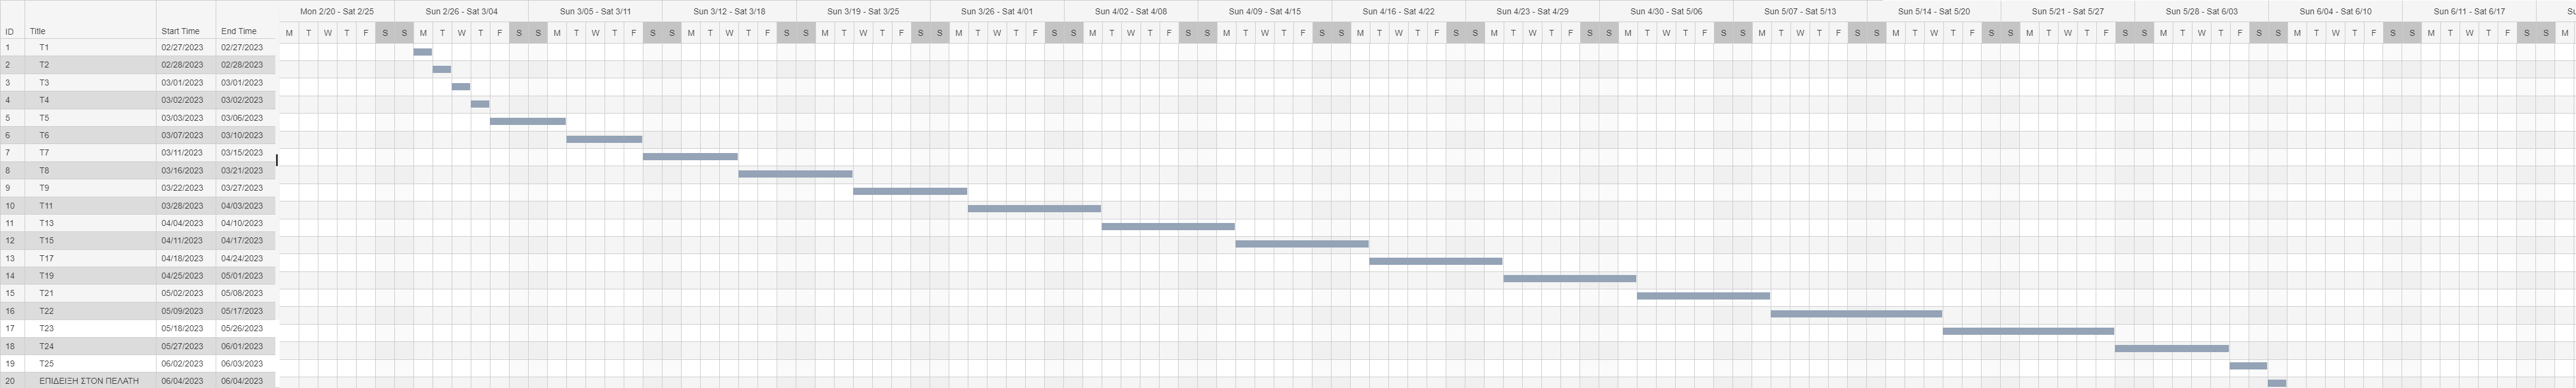 Mon 2/20 - Sat 2/25 Sun 2/26 - Sat 3/04 Sun 3/05 - Sat 3/11 Sun 3/12 - Sat 3/18 Sun 3/19 - Sat 3/25 Sun 3/26 - Sat 4/01 Sun 4/02 - Sat 4/08 Sun 4/09 - Sat 4/15 Sun 4/16 - Sat 4/22 Sun 4/23 - Sat 4/29 Sun 4/30 - Sat 5/06 Sun 5/07 - Sat 5/13 Sun 5/14 - Sat 5/20 Sun 5/21 - Sat 5/27 Sun 5/28 - Sat 6/03 Sun 6/04 - Sat 6/10 Sun 6/11 - Sat 6/17
ID Title Start Time End Time M T W T F S S M T W T F S S M T W T F S S M T W T F S S M T W T F S S M T W T F S S M T W T F S S M T W T F S S M T W T F S S M T W T F S S M T W T F S S M T W T F S S M T W T F S S M T W T F S S M T W T F S S M T W T F S S M T W T F S S M
1 T1 02/27/2023 02/27/2023
2 T2 02/28/2023 02/28/2023
3 T3 03/01/2023 03/01/2023
4 T4 03/02/2023 03/02/2023
5 T5 03/03/2023 03/06/2023
6 T6 03/07/2023 03/10/2023
7 T7 03/11/2023 03/15/2023
8 T8 03/16/2023 03/21/2023
9 T9 03/22/2023 03/27/2023
10 T11 03/28/2023 04/03/2023
11 T13 04/04/2023 04/10/2023
12 T15 04/11/2023 04/17/2023
13 T17 04/18/2023 04/24/2023
14 T19 04/25/2023 05/01/2023
15 T21 05/02/2023 05/08/2023
16 T22 05/09/2023 05/17/2023
17 T23 05/18/2023 05/26/2023
18 T24 05/27/2023 06/01/2023
19 T25 06/02/2023 06/03/2023
20 ΕΠΙΔΕΙΞΗ ΣΤΟΝ ΠΕΛΑΤΗ 06/04/2023 06/04/2023